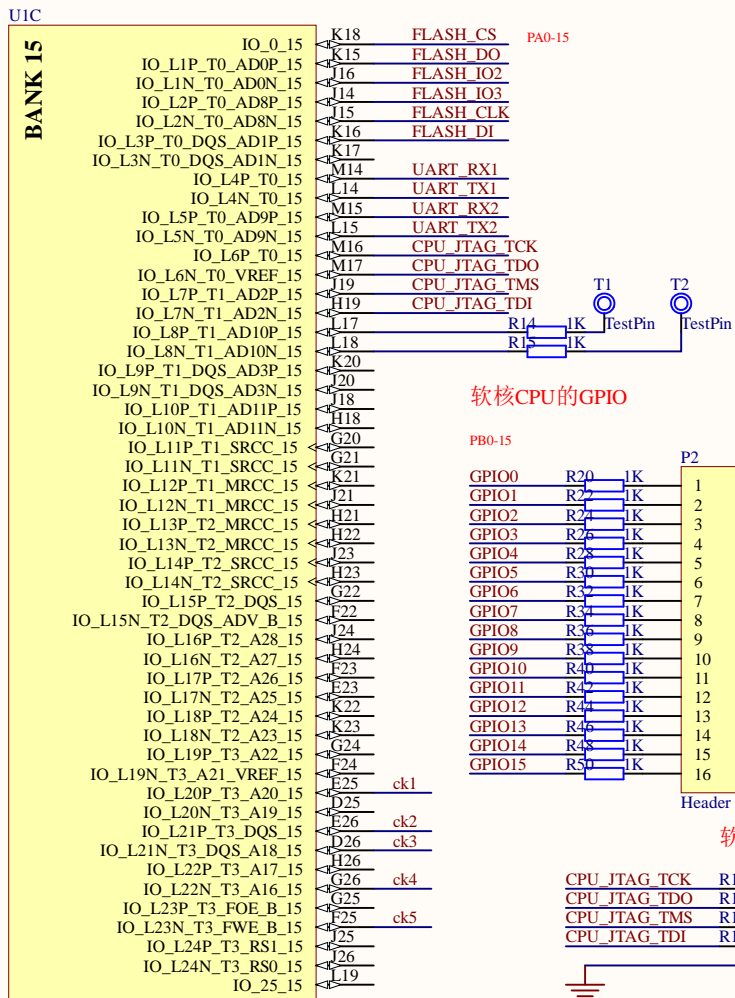 U1C
BANK 15
IO_0_15 K18 FLASH_CS PA0-15
IO_L1P_T0_AD0P_15 K15 FLASH_DO
IO_L1N_T0_AD0N_15 J16 FLASH_IO2
IO_L2P_T0_AD8P_15 J14 FLASH_IO3
IO_L2N_T0_AD8N_15 J15 FLASH_CLK
IO_L3P_T0_DQS_AD1P_15 K16 FLASH_DI
IO_L3N_T0_DQS_AD1N_15 K17
IO_L4P_T0_15 M14 UART_RX1
IO_L4N_T0_15 L14 UART_TX1
IO_L5P_T0_AD9P_15 M15 UART_RX2
IO_L5N_T0_AD9N_15 L15 UART_TX2
IO_L6P_T0_15 M16 CPU_JTAG_TCK
IO_L6N_T0_VREF_15 M17 CPU_JTAG_TDO
IO_L7P_T1_AD2P_15 J19 CPU_JTAG_TMS
IO_L7N_T1_AD2N_15 H19 CPU_JTAG_TDI
IO_L8P_T1_AD10P_15 L17
IO_L8N_T1_AD10N_15 L18
IO_L9P_T1_DQS_AD3P_15 K20
IO_L9N_T1_DQS_AD3N_15 J20
IO_L10P_T1_AD11P_15 J18
IO_L10N_T1_AD11N_15 H18
IO_L11P_T1_SRCC_15 G20
IO_L11N_T1_SRCC_15 G21
IO_L12P_T1_MRCC_15 K21
IO_L12N_T1_MRCC_15 J21
IO_L13P_T2_MRCC_15 H21
IO_L13N_T2_MRCC_15 H22
IO_L14P_T2_SRCC_15 J23
IO_L14N_T2_SRCC_15 H23
IO_L15P_T2_DQS_15 G22
IO_L15N_T2_DQS_ADV_B_15 F22
IO_L16P_T2_A28_15 J24
IO_L16N_T2_A27_15 H24
IO_L17P_T2_A26_15 F23
IO_L17N_T2_A25_15 E23
IO_L18P_T2_A24_15 K22
IO_L18N_T2_A23_15 K23
IO_L19P_T3_A22_15 G24
IO_L19N_T3_A21_VREF_15 F24
IO_L20P_T3_A20_15 E25 ck1
IO_L20N_T3_A19_15 D25
IO_L21P_T3_DQS_15 E26 ck2
IO_L21N_T3_DQS_A18_15 D26 ck3
IO_L22P_T3_A17_15 H26
IO_L22N_T3_A16_15 G26 ck4
IO_L23P_T3_FOE_B_15 G25
IO_L23N_T3_FWE_B_15 F25 ck5
IO_L24P_T3_RS1_15 J25
IO_L24N_T3_RS0_15 J26
IO_25_15 L19
T1 T2
R14 1K TestPin TestPin
R15 1K
软核CPU的GPIO
PB0-15
P2
GPIO0 R20 1K 1
GPIO1 R22 1K 2
GPIO2 R24 1K 3
GPIO3 R26 1K 4
GPIO4 R28 1K 5
GPIO5 R30 1K 6
GPIO6 R32 1K 7
GPIO7 R34 1K 8
GPIO8 R36 1K 9
GPIO9 R38 1K 10
GPIO10 R40 1K 11
GPIO11 R42 1K 12
GPIO12 R44 1K 13
GPIO13 R46 1K 14
GPIO14 R48 1K 15
GPIO15 R50 1K 16
Header
CPU_JTAG_TCK R1
CPU_JTAG_TDO R1
CPU_JTAG_TMS R1
CPU_JTAG_TDI R1